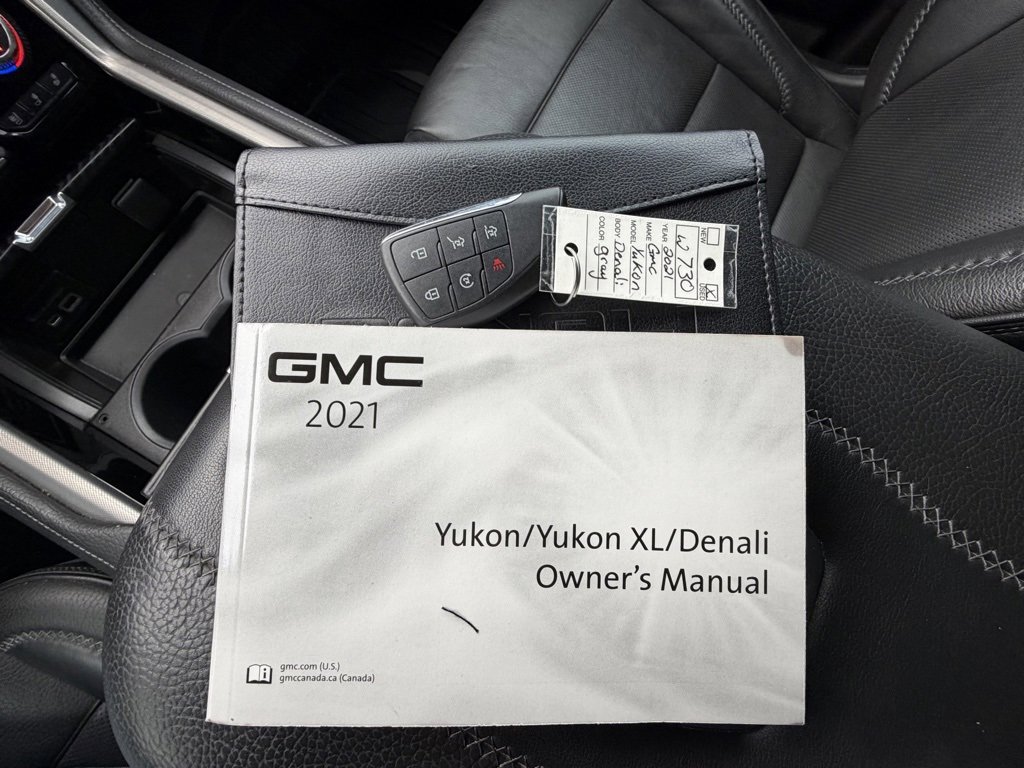 NEW
USED X
W730
YEAR 2021
MAKE GMC
MODEL Yukon
BODY Denali
COLOR gray
GMC
2021
Yukon/Yukon XL/Denali
Owner's Manual
gmc.com (U.S.)
gmccanada.ca (Canada)